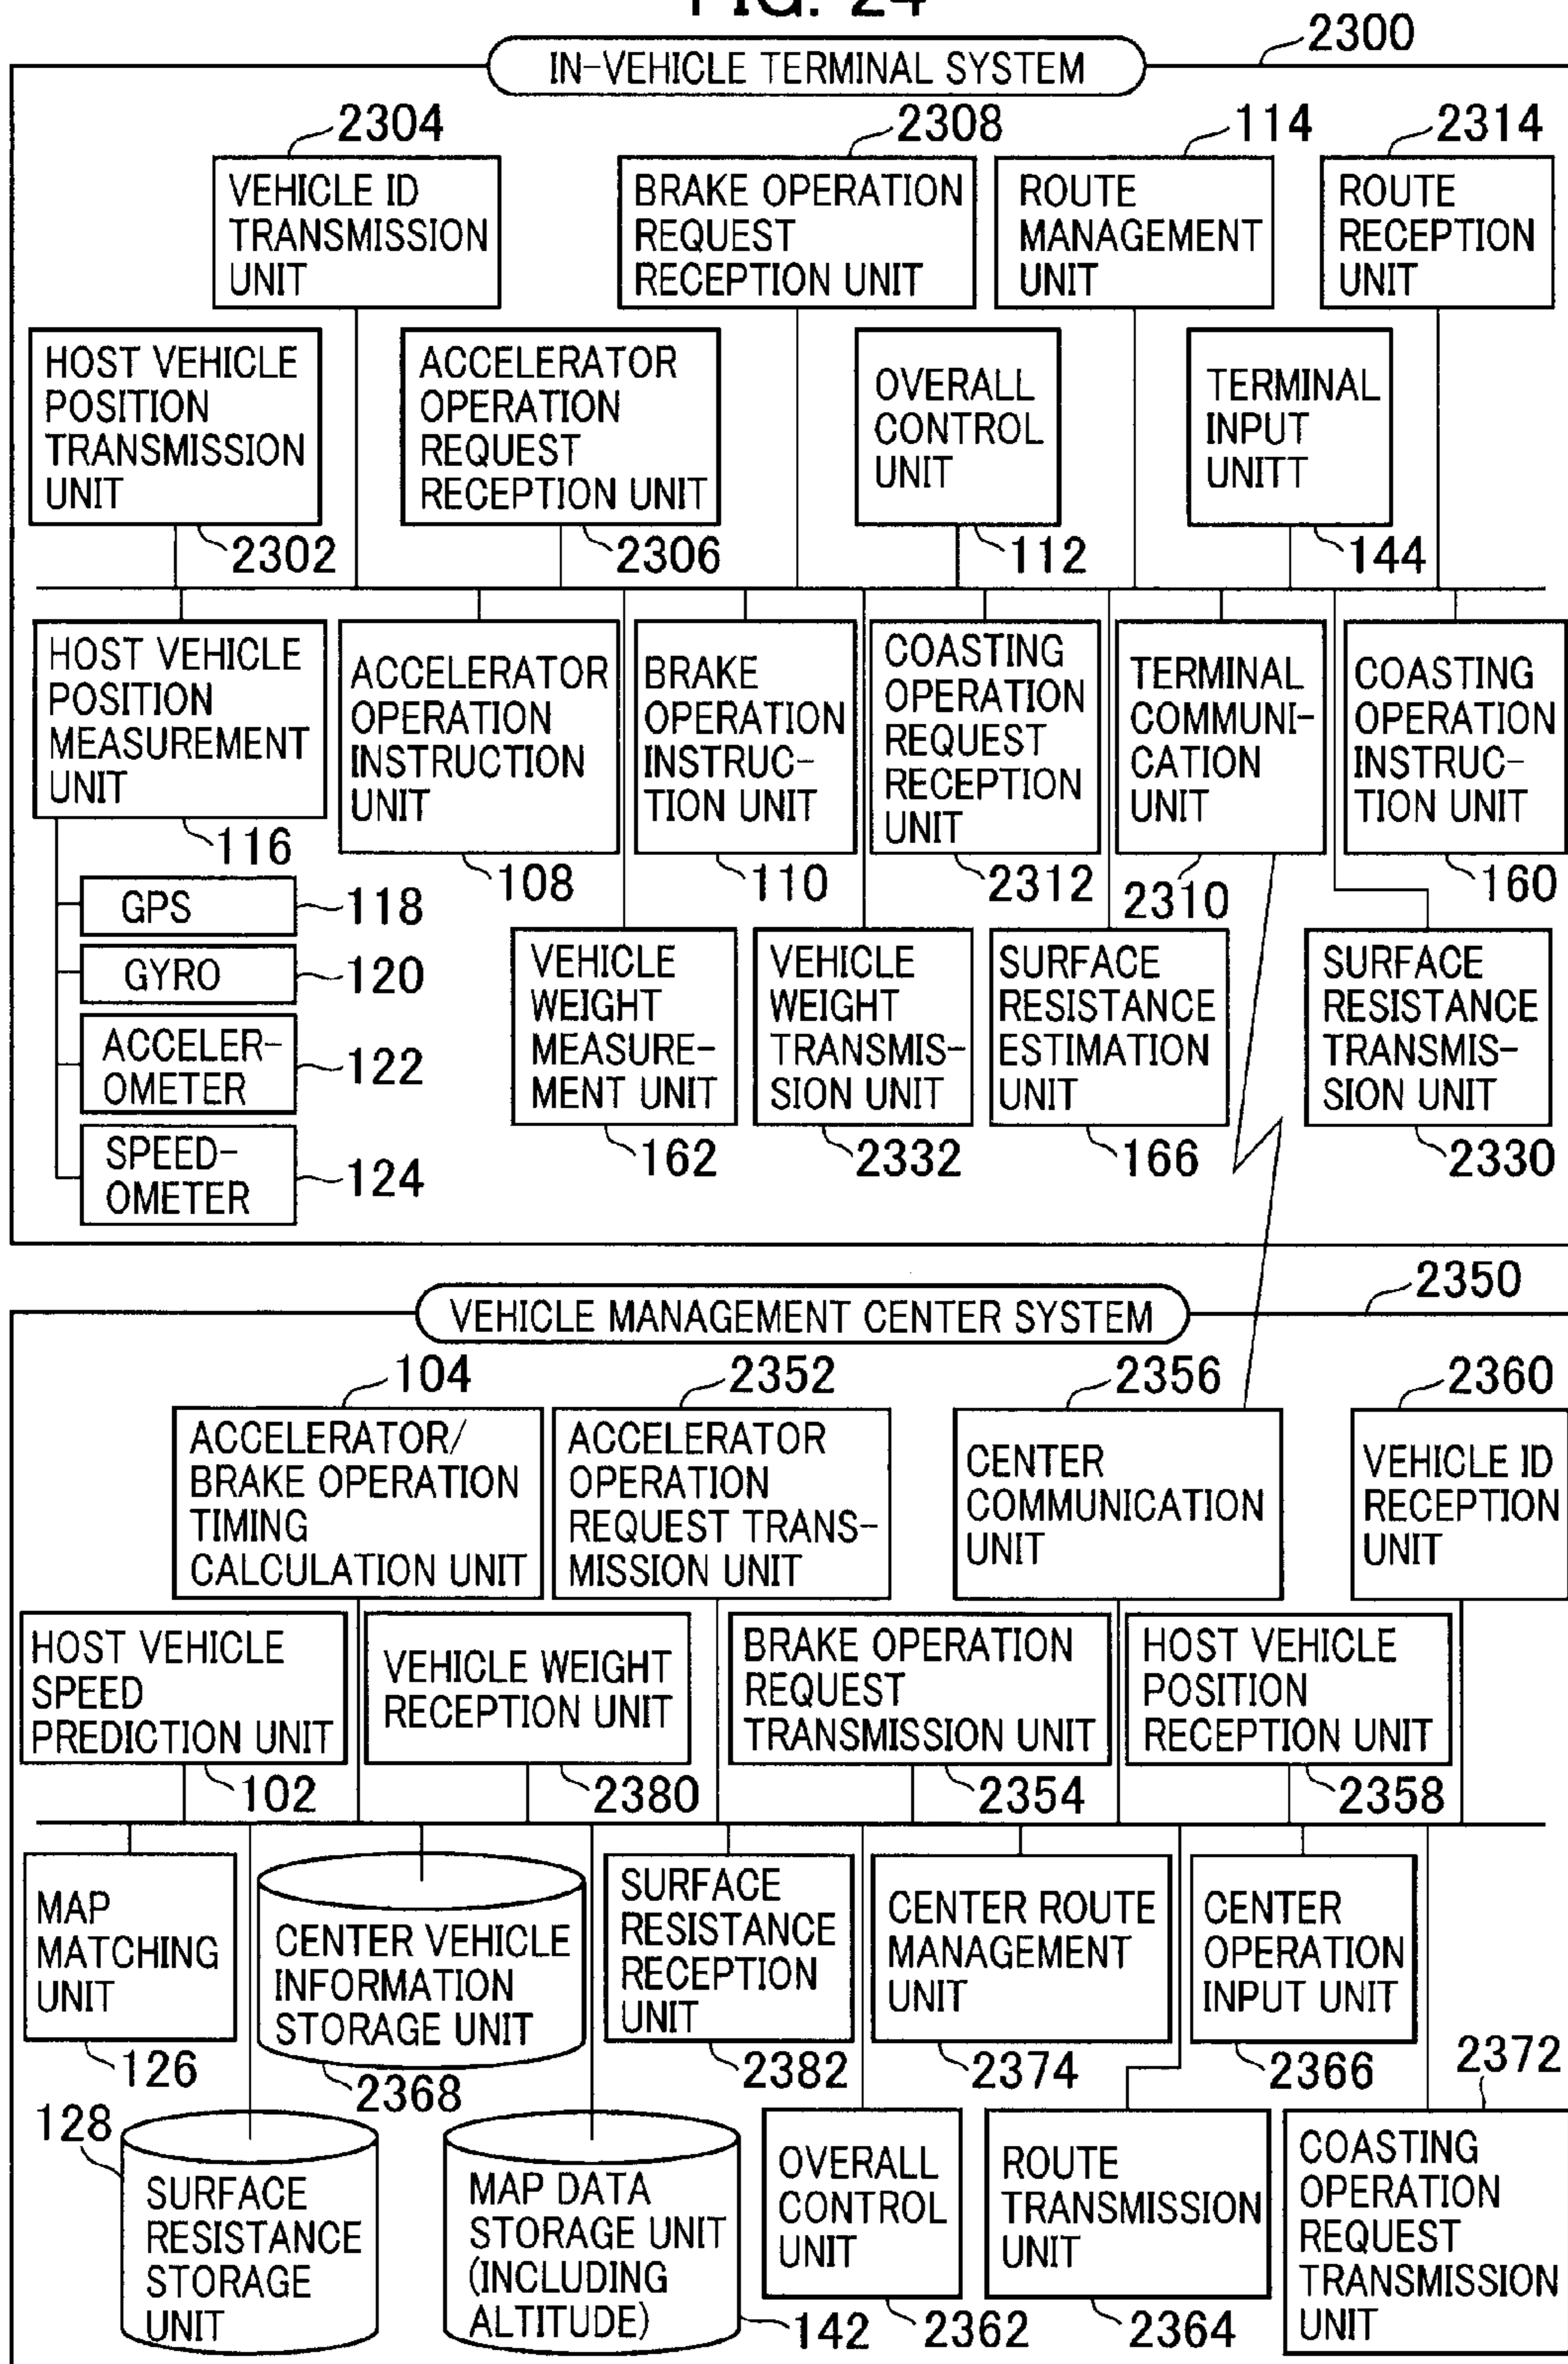 FIG. 24
IN-VEHICLE TERMINAL SYSTEM
2300
2304
VEHICLE ID
TRANSMISSION
UNIT
2308
BRAKE OPERATION
REQUEST
RECEPTION UNIT
114
ROUTE
MANAGEMENT
UNIT
2314
ROUTE
RECEPTION
UNIT
HOST VEHICLE
POSITION
TRANSMISSION
UNIT
2302
ACCELERATOR
OPERATION
REQUEST
RECEPTION UNIT
2306
OVERALL
CONTROL
UNIT
112
TERMINAL
INPUT
UNITT
144
HOST VEHICLE
POSITION
MEASUREMENT
UNIT
116
ACCELERATOR
OPERATION
INSTRUCTION
UNIT
108
BRAKE
OPERATION
INSTRUC-
TION UNIT
110
COASTING
OPERATION
REQUEST
RECEPTION
UNIT
2312
TERMINAL
COMMUNI-
CATION
UNIT
2310
COASTING
OPERATION
INSTRUC-
TION UNIT
160
GPS
118
GYRO
120
ACCELER-
OMETER
122
SPEED-
OMETER
124
VEHICLE
WEIGHT
MEASURE-
MENT UNIT
162
VEHICLE
WEIGHT
TRANSMIS-
SION UNIT
2332
SURFACE
RESISTANCE
ESTIMATION
UNIT
166
SURFACE
RESISTANCE
TRANSMIS-
SION UNIT
2330
VEHICLE MANAGEMENT CENTER SYSTEM
2350
104
ACCELERATOR/
BRAKE OPERATION
TIMING
CALCULATION UNIT
2352
ACCELERATOR
OPERATION
REQUEST TRANS-
MISSION UNIT
2356
CENTER
COMMUNICATION
UNIT
2360
VEHICLE ID
RECEPTION
UNIT
HOST VEHICLE
SPEED
PREDICTION UNIT
102
VEHICLE WEIGHT
RECEPTION UNIT
2380
BRAKE OPERATION
REQUEST
TRANSMISSION UNIT
2354
HOST VEHICLE
POSITION
RECEPTION UNIT
2358
MAP
MATCHING
UNIT
126
CENTER VEHICLE
INFORMATION
STORAGE UNIT
2368
SURFACE
RESISTANCE
RECEPTION
UNIT
2382
CENTER ROUTE
MANAGEMENT
UNIT
2374
CENTER
OPERATION
INPUT UNIT
2366
2372
128
SURFACE
RESISTANCE
STORAGE
UNIT
MAP DATA
STORAGE UNIT
(INCLUDING
ALTITUDE)
142
OVERALL
CONTROL
UNIT
2362
ROUTE
TRANSMISSION
UNIT
2364
COASTING
OPERATION
REQUEST
TRANSMISSION
UNIT